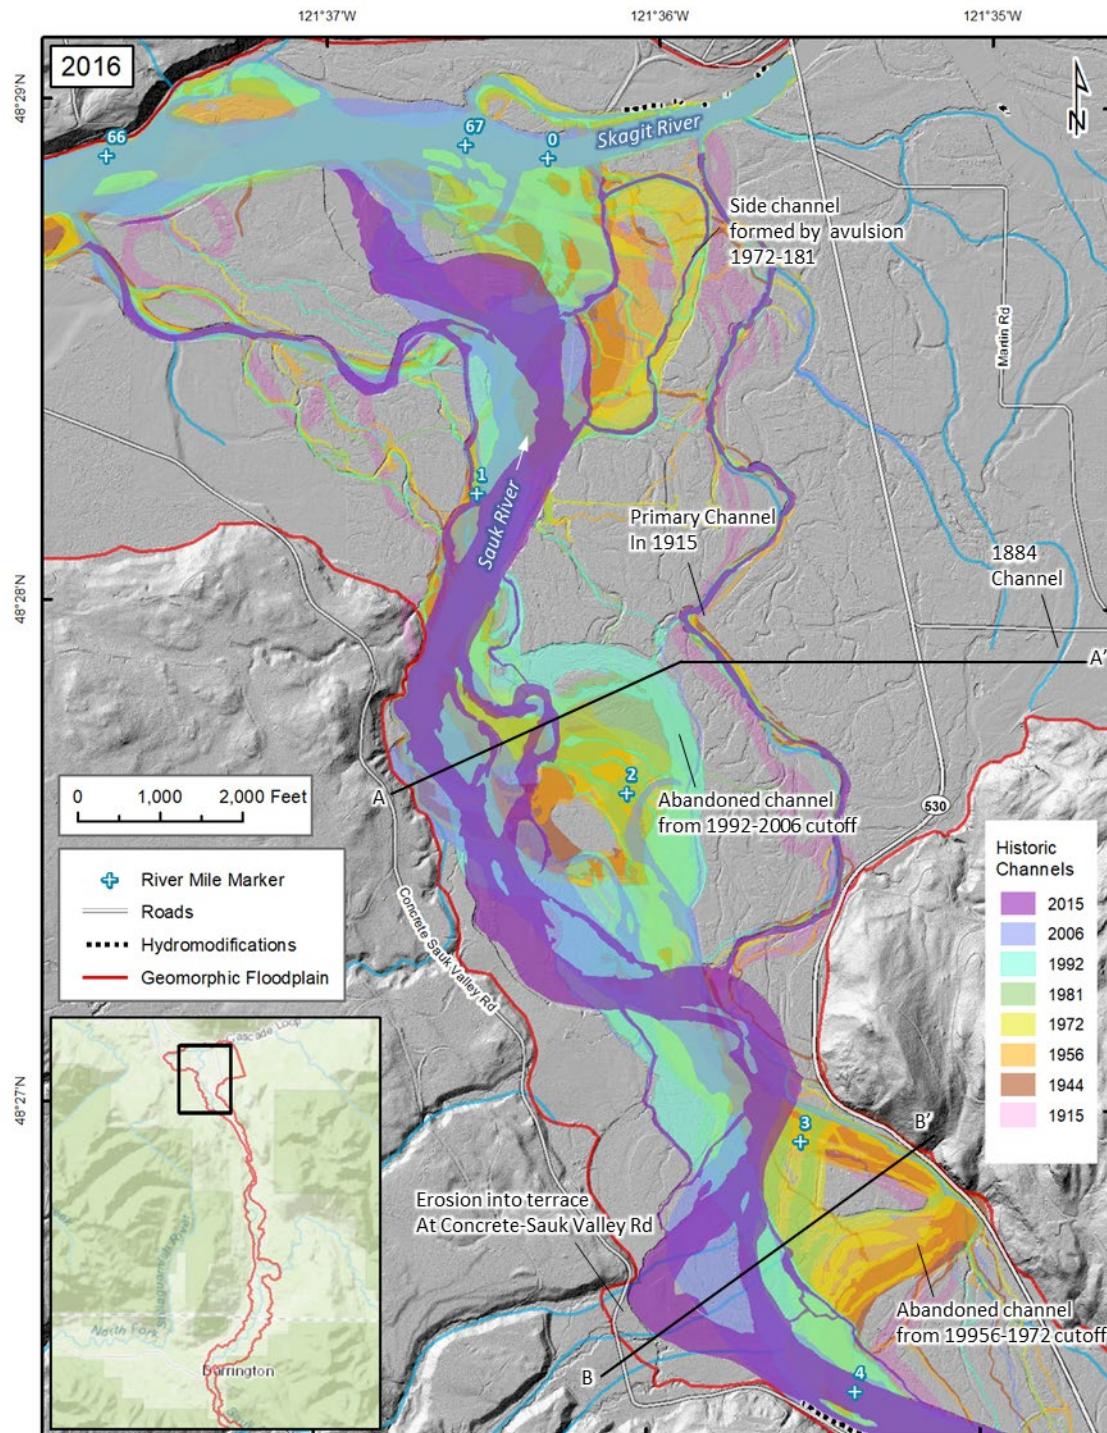 121°37'W
121°36'W
121°35'W
2016
48°29'N
66
67
0
Skagit River
N
Side channel
formed by avulsion
1972-181
Martin Rd
1
Sauk River
Primary Channel
In 1915
1884
Channel
48°28'N
A'
A
2
530
Abandoned channel
from 1992-2006 cutoff
0 1,000 2,000 Feet
River Mile Marker
Roads
Hydromodifications
Geomorphic Floodplain
Concrete Sauk Valley Rd
Historic
Channels
2015
2006
1992
1981
1972
1956
1944
1915
48°27'N
3
B'
Erosion into terrace
At Concrete-Sauk Valley Rd
Abandoned channel
from 19956-1972 cutoff
B
4
Cascade Loop
Stillaguamish River
North Fork
Darrington